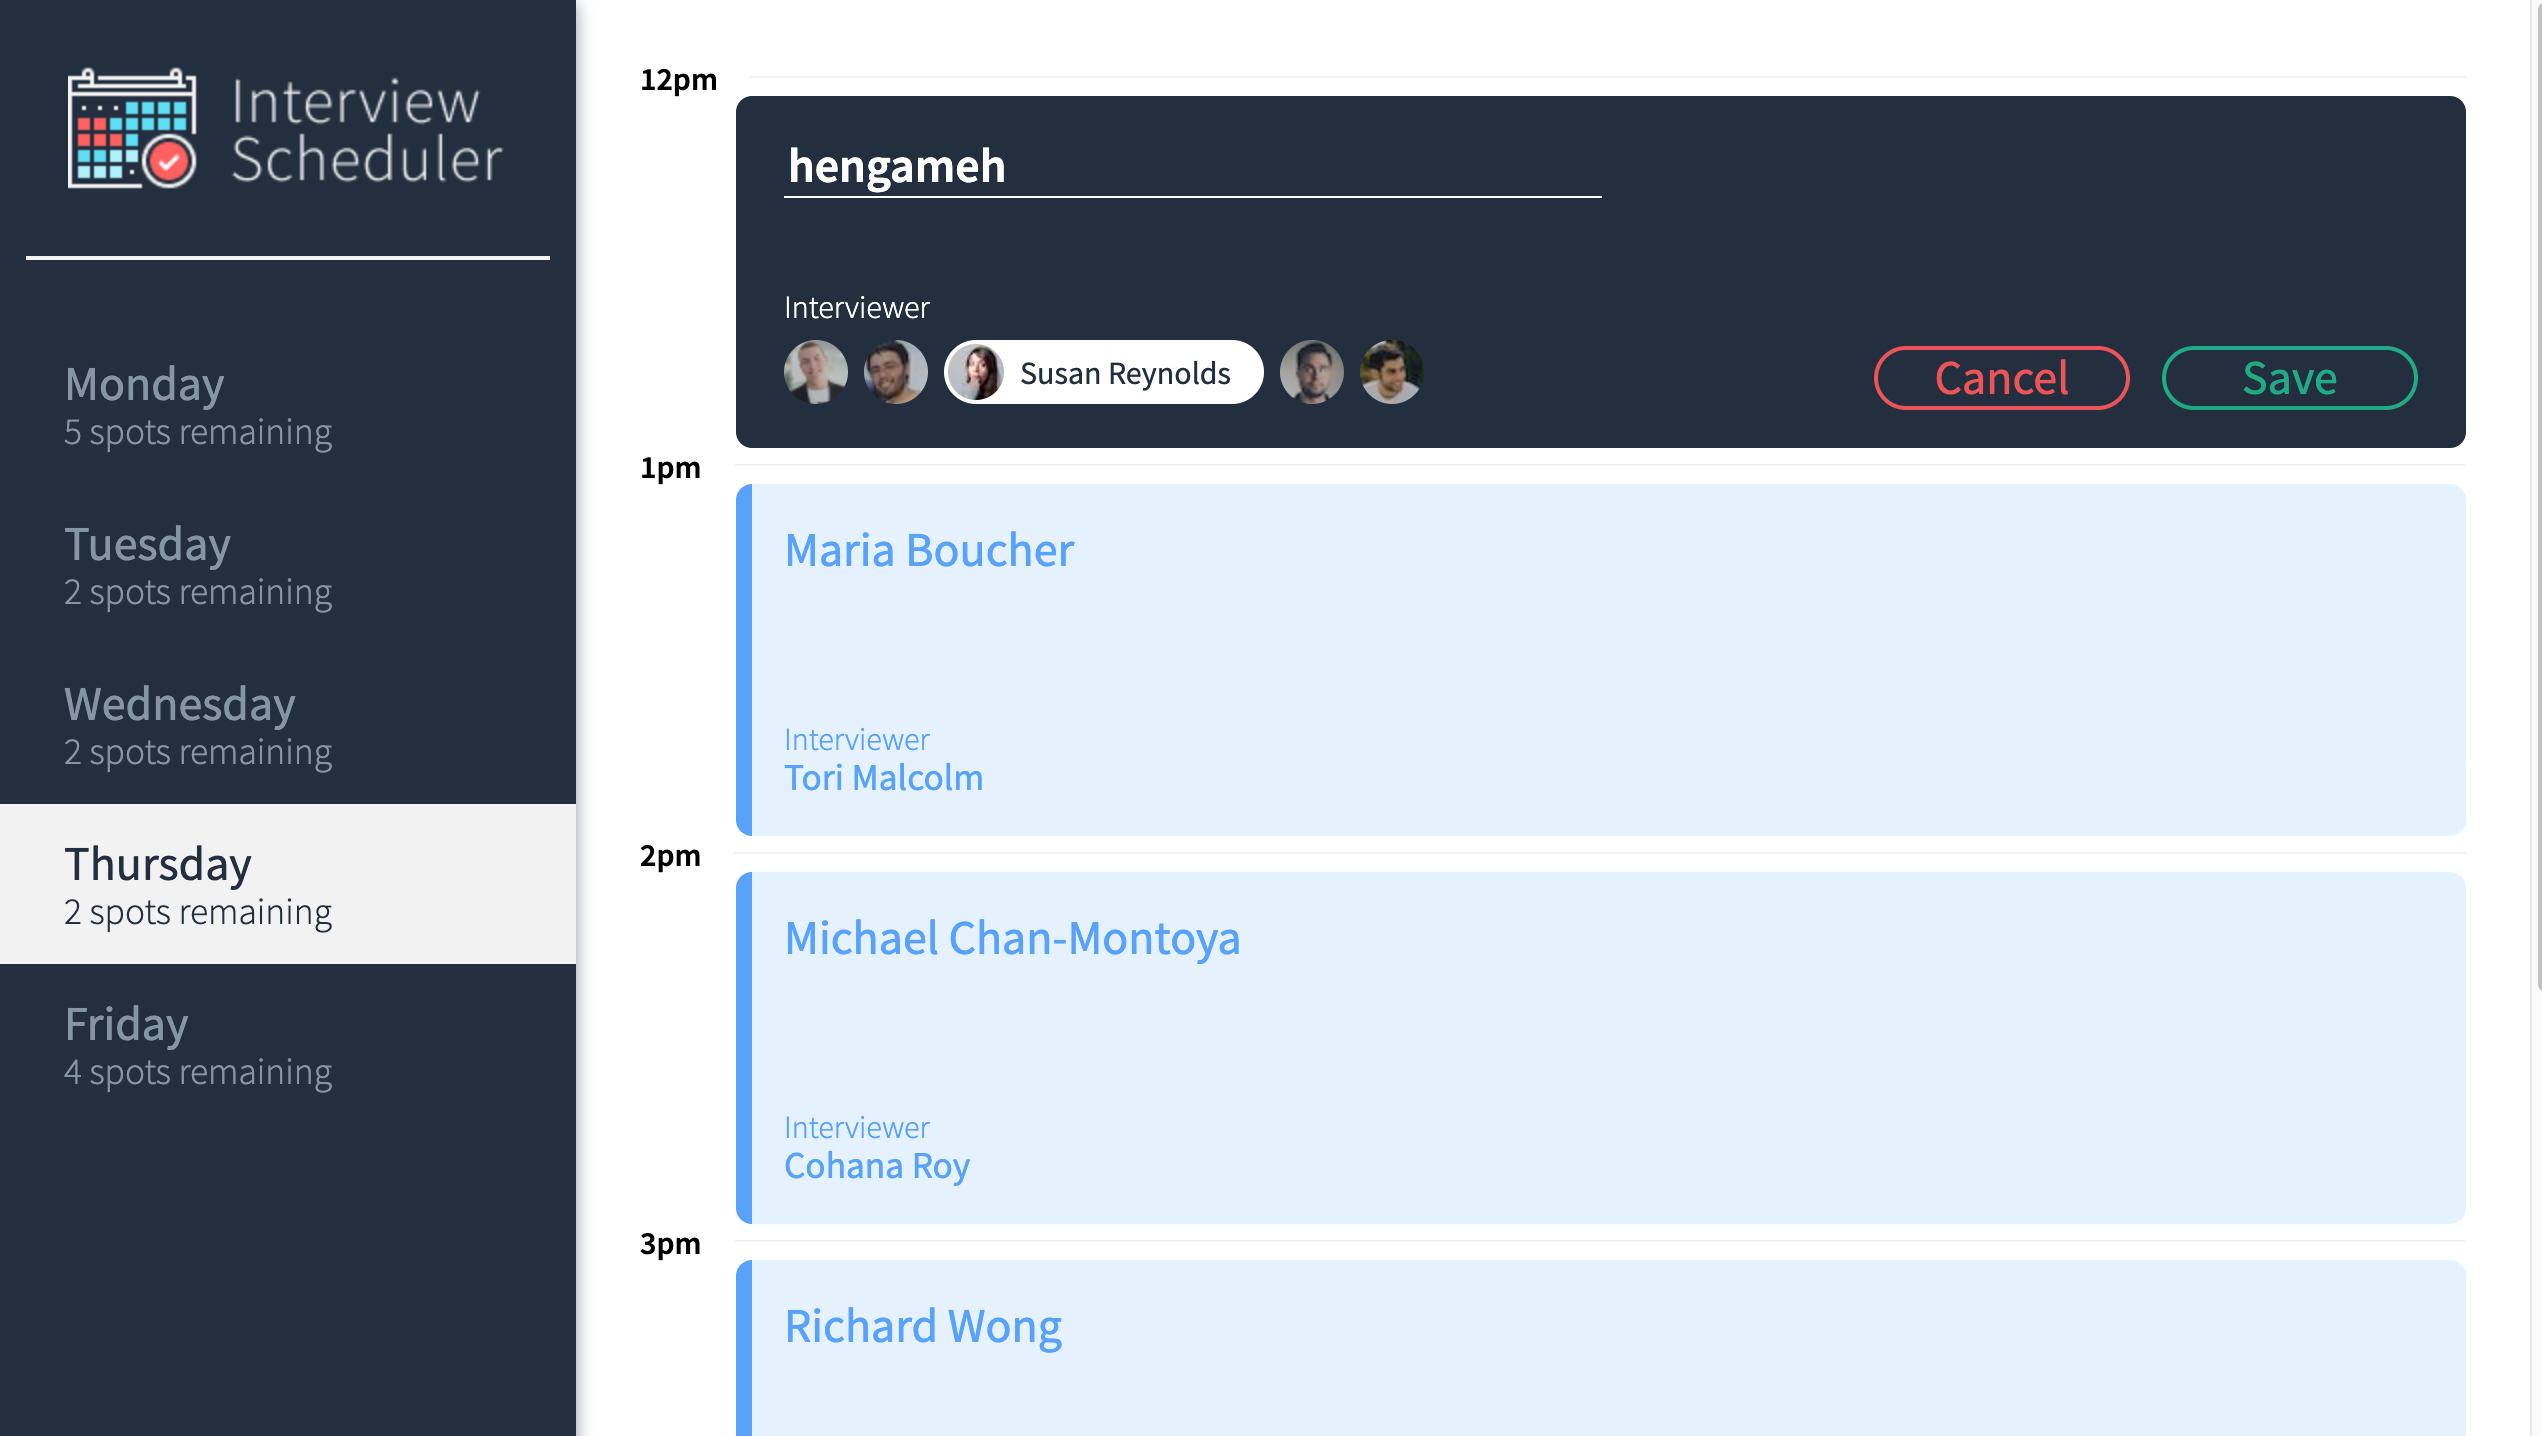 Interview
Scheduler
Monday
5 spots remaining
Tuesday
2 spots remaining
Wednesday
2 spots remaining
Thursday
2 spots remaining
Friday
4 spots remaining
12pm
hengameh
Interviewer
Susan Reynolds
Cancel
Save
1pm
Maria Boucher
Interviewer
Tori Malcolm
2pm
Michael Chan-Montoya
Interviewer
Cohana Roy
3pm
Richard Wong